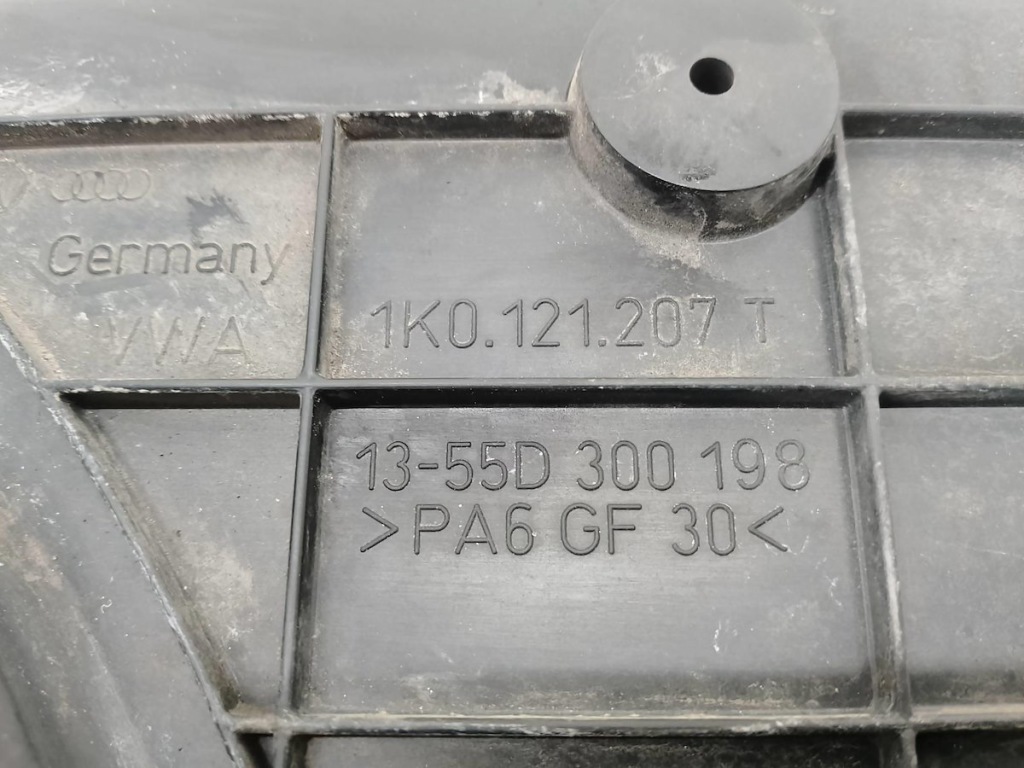 Germany
VWA
1K0.121.207 T
13-55D 300 198
>PA6 GF 30<